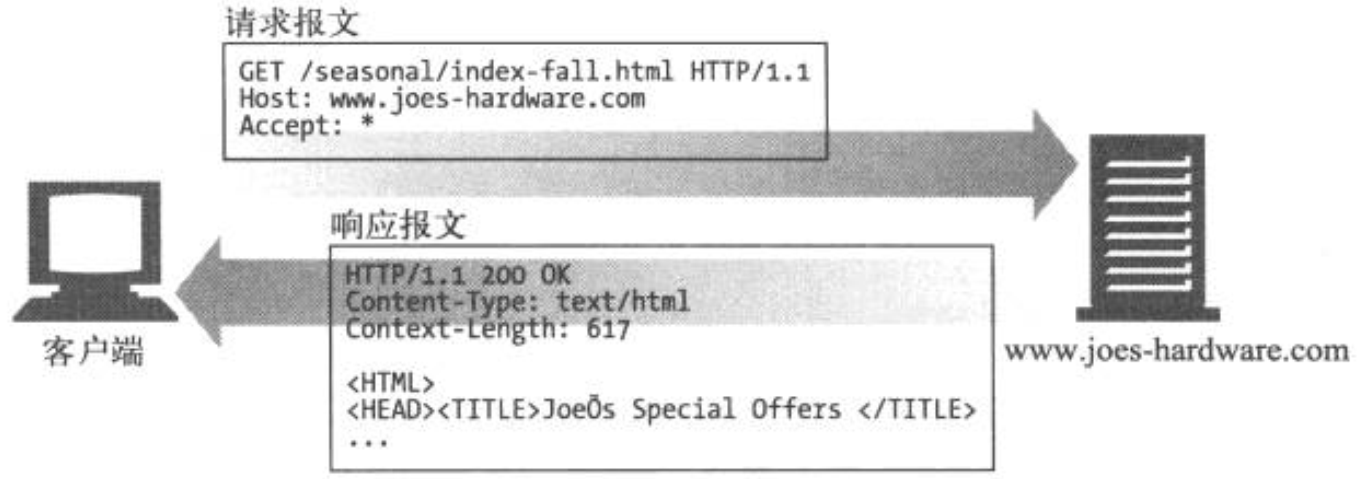 请求报文
GET /seasonal/index-fall.html HTTP/1.1
Host: www.joes-hardware.com
Accept: *
响应报文
HTTP/1.1 200 OK
Content-Type: text/html
Context-Length: 617
<HTML>
<HEAD><TITLE>JoeÕs Special Offers </TITLE>
...
客户端
www.joes-hardware.com